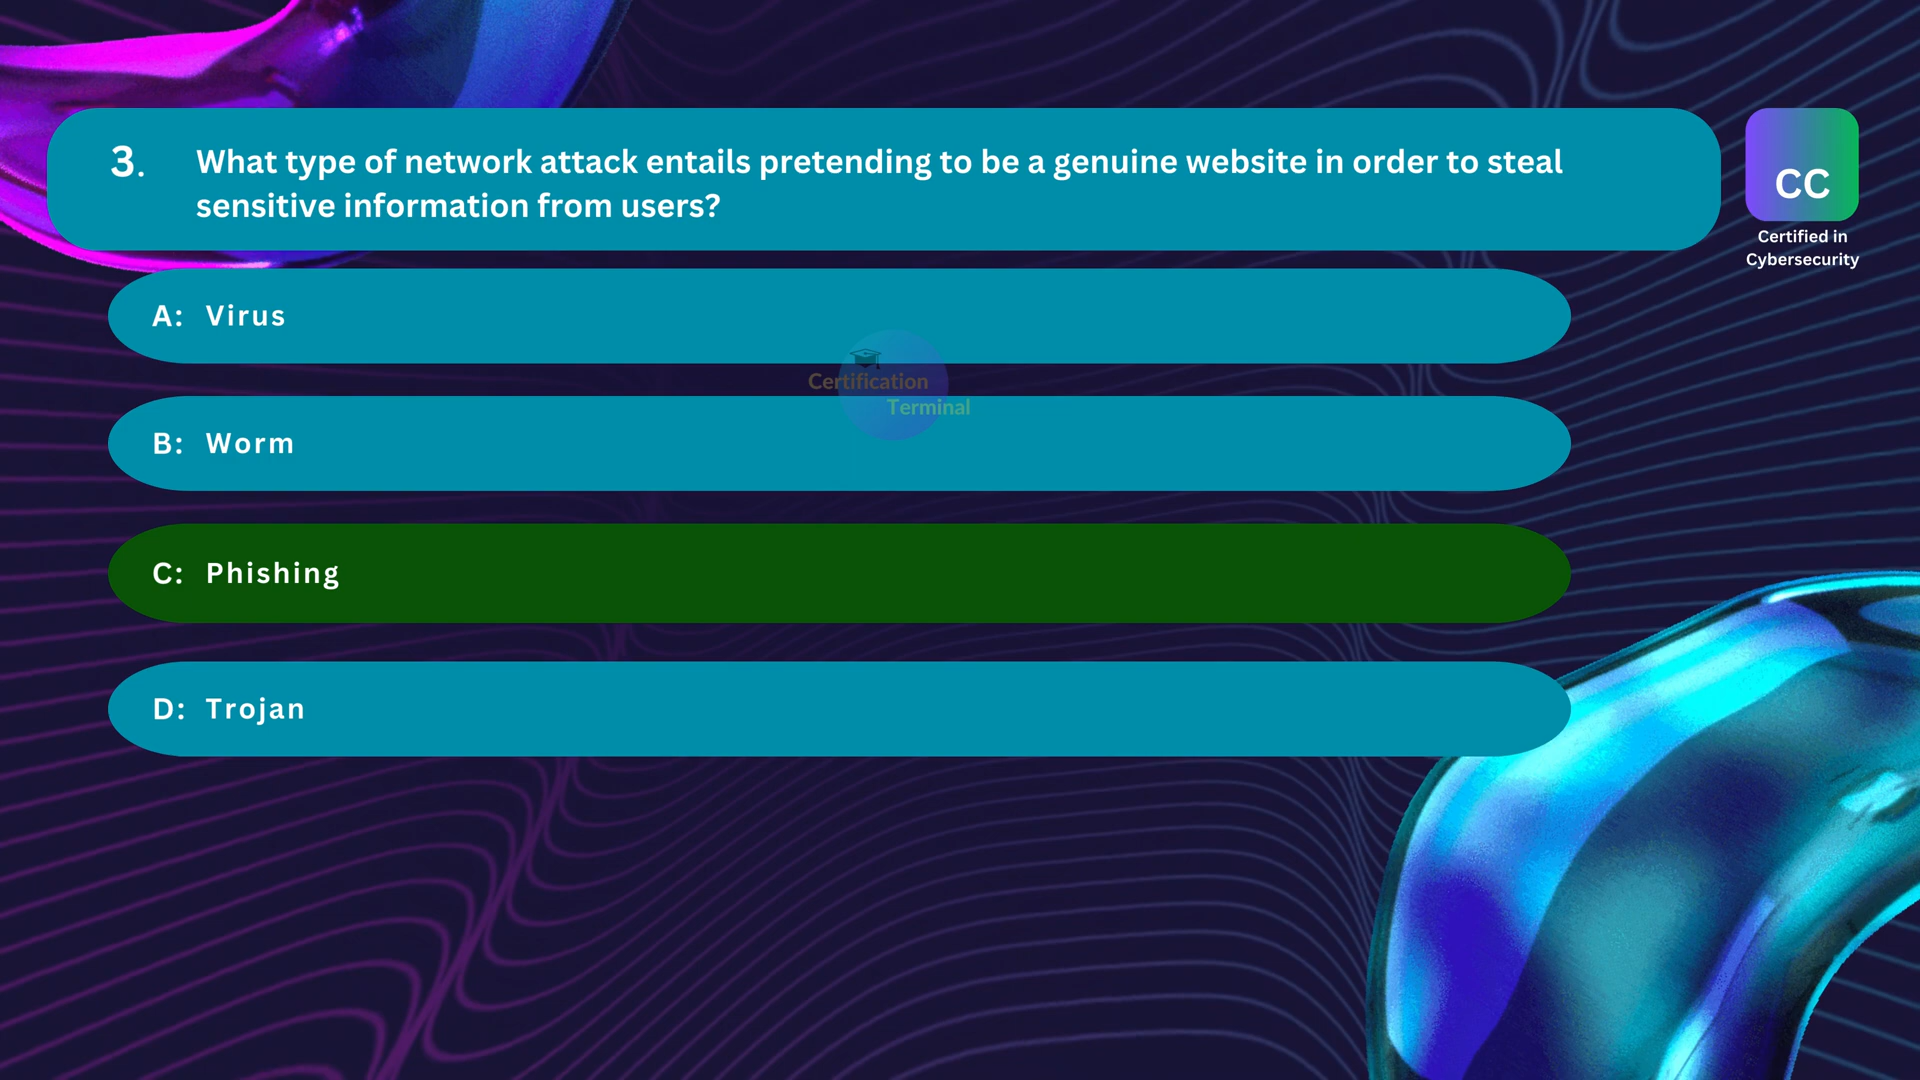 3. What type of network attack entails pretending to be a genuine website in order to steal
sensitive information from users?
CC
Certified in
Cybersecurity
A: Virus
Certification
Terminal
B: Worm
C: Phishing
D: Trojan